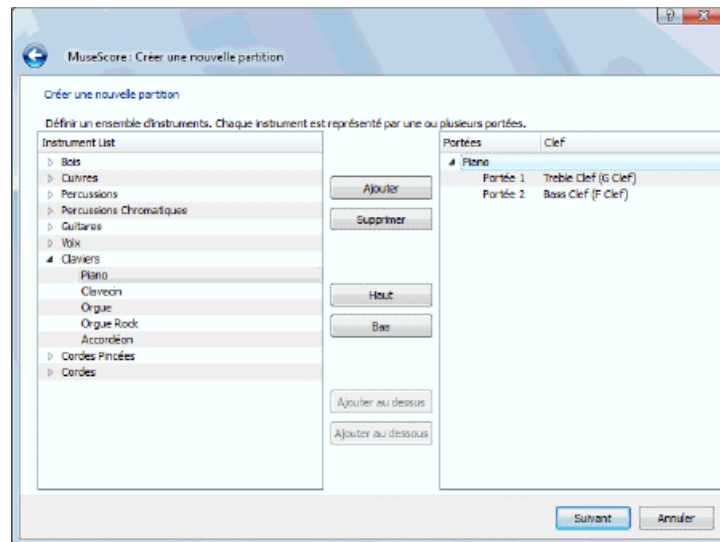 MuseScore : Créer une nouvelle partition
Créer une nouvelle partition
Définir un ensemble d'instruments. Chaque instrument est représenté par une ou plusieurs portées.
Instrument List
Bois
Cuivres
Percussions
Percussions Chromatiques
Guitares
Voix
Claviers
Piano
Clavecin
Orgue
Orgue Rock
Accordéon
Cordes Pincées
Cordes
Ajouter
Supprimer
Haut
Bas
Ajouter au dessus
Ajouter au dessous
Portées Clef
Piano
Portée 1 Treble Clef (G Clef)
Portée 2 Bass Clef (F Clef)
Suivant Annuler